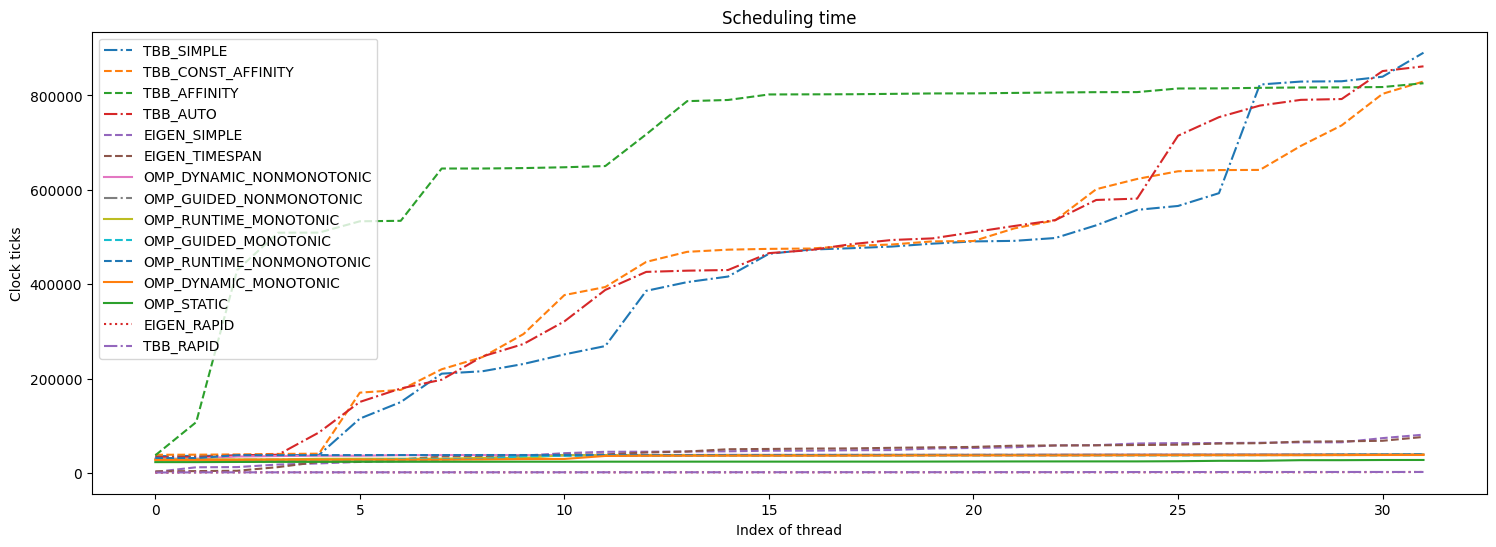 Scheduling time
TBB_SIMPLE
TBB_CONST_AFFINITY
TBB_AFFINITY
TBB_AUTO
EIGEN_SIMPLE
EIGEN_TIMESPAN
OMP_DYNAMIC_NONMONOTONIC
OMP_GUIDED_NONMONOTONIC
OMP_RUNTIME_MONOTONIC
OMP_GUIDED_MONOTONIC
OMP_RUNTIME_NONMONOTONIC
OMP_DYNAMIC_MONOTONIC
OMP_STATIC
EIGEN_RAPID
TBB_RAPID
Clock ticks
800000
600000
400000
200000
0
0 5 10 15 20 25 30
Index of thread